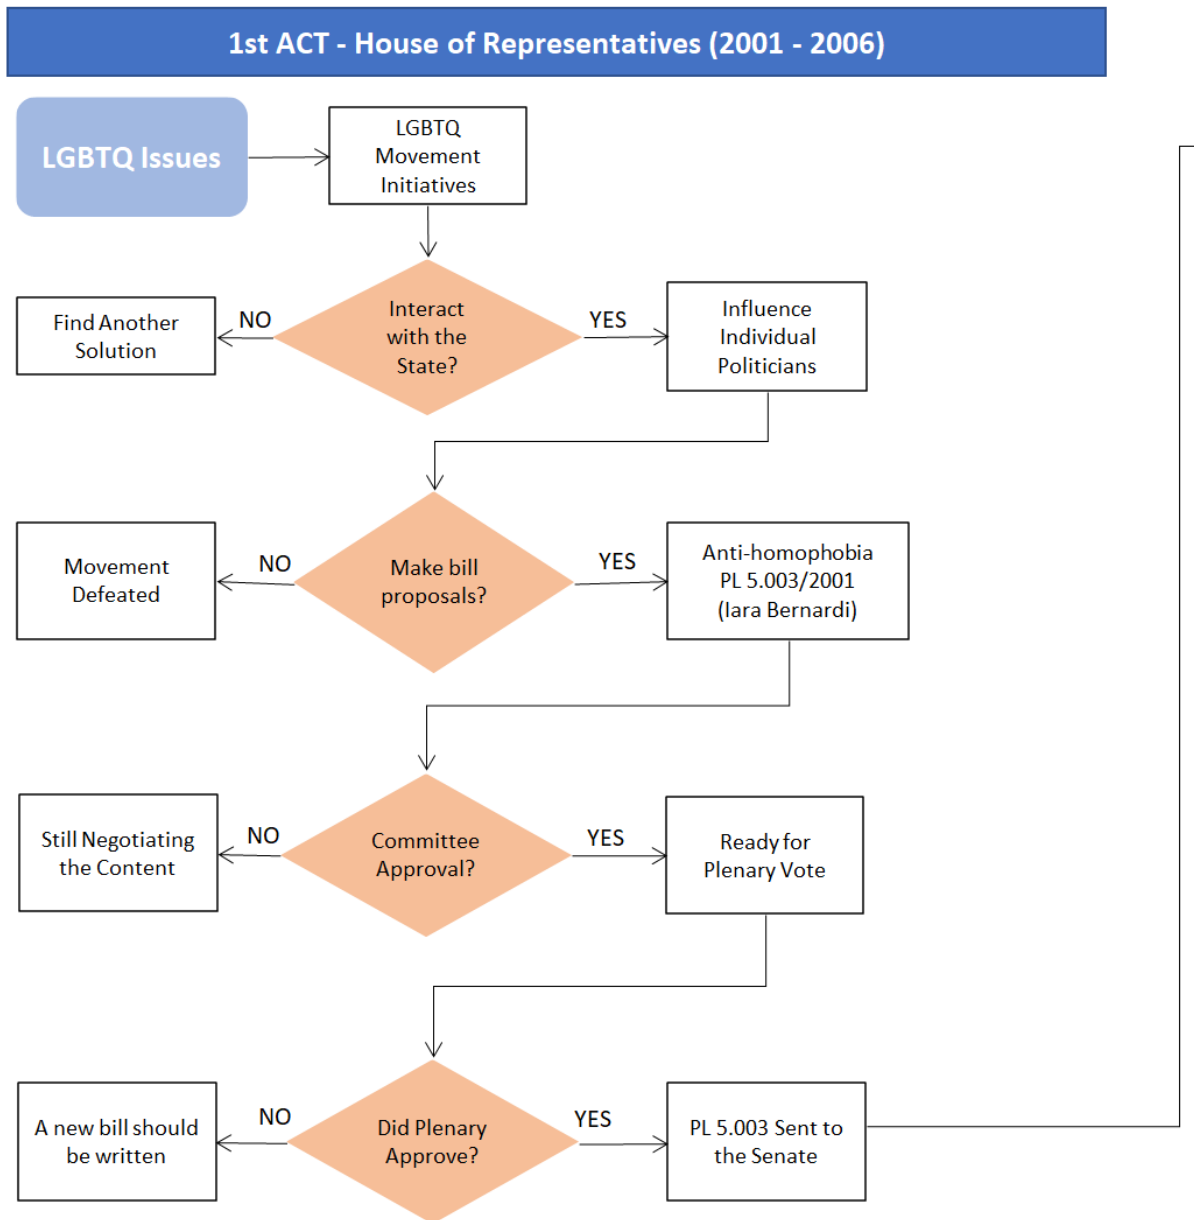 1st ACT - House of Representatives (2001 - 2006)
LGBTQ Issues
LGBTQ
Movement
Initiatives
Find Another
Solution
NO
Interact
with the
State?
YES
Influence
Individual
Politicians
Movement
Defeated
NO
Make bill
proposals?
YES
Anti-homophobia
PL 5.003/2001
(Iara Bernardi)
Still Negotiating
the Content
NO
Committee
Approval?
YES
Ready for
Plenary Vote
A new bill should
be written
NO
Did Plenary
Approve?
YES
PL 5.003 Sent to
the Senate